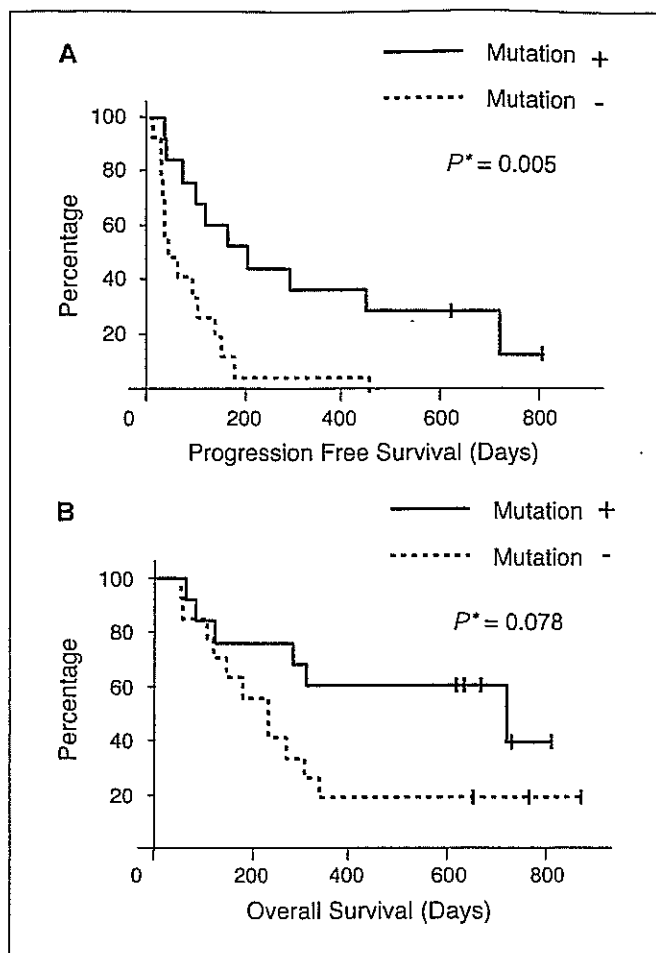 A
Mutation +
Mutation -
P* = 0.005
100
80
60
40
20
Percentage
0 200 400 600 800
Progression Free Survival (Days)
B
Mutation +
Mutation -
P* = 0.078
100
80
60
40
20
Percentage
0 200 400 600 800
Overall Survival (Days)